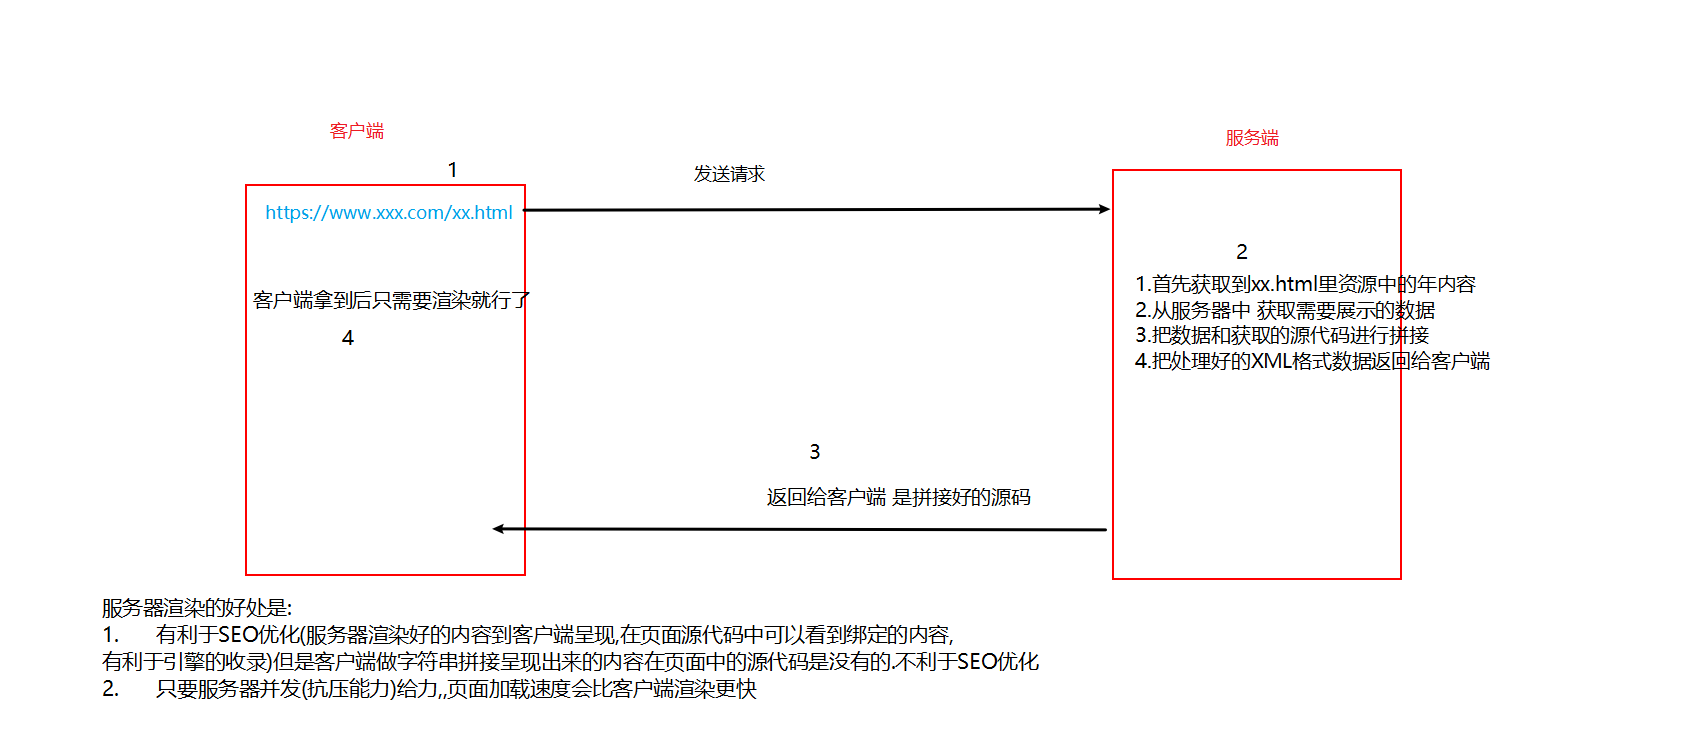 客户端
服务端
1
发送请求
https://www.xxx.com/xx.html
2
1.首先获取到xx.html里资源中的年内容
客户端拿到后只需要渲染就行了
2.从服务器中 获取需要展示的数据
4
3.把数据和获取的源代码进行拼接
4.把处理好的XML格式数据返回给客户端
3
返回给客户端 是拼接好的源码
服务器渲染的好处是:
1. 有利于SEO优化(服务器渲染好的内容到客户端呈现,在页面源代码中可以看到绑定的内容,
有利于引擎的收录)但是客户端做字符串拼接呈现出来的内容在页面中的源代码是没有的.不利于SEO优化
2. 只要服务器并发(抗压能力)给力,,页面加载速度会比客户端渲染更快